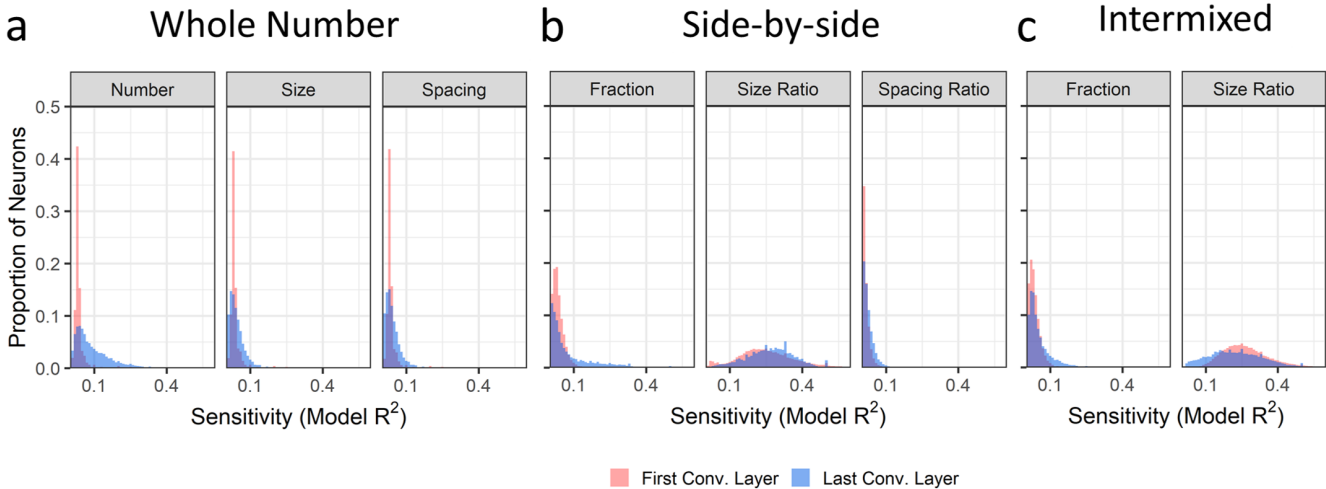 a Whole Number b Side-by-side c Intermixed
Number Size Spacing Fraction Size Ratio Spacing Ratio Fraction Size Ratio
Proportion of Neurons
0.5
0.4
0.3
0.2
0.1
0.0
0.1 0.4 0.1 0.4 0.1 0.4 0.1 0.4 0.1 0.4 0.1 0.4 0.1 0.4 0.1 0.4
Sensitivity (Model R²) Sensitivity (Model R²) Sensitivity (Model R²)
First Conv. Layer Last Conv. Layer